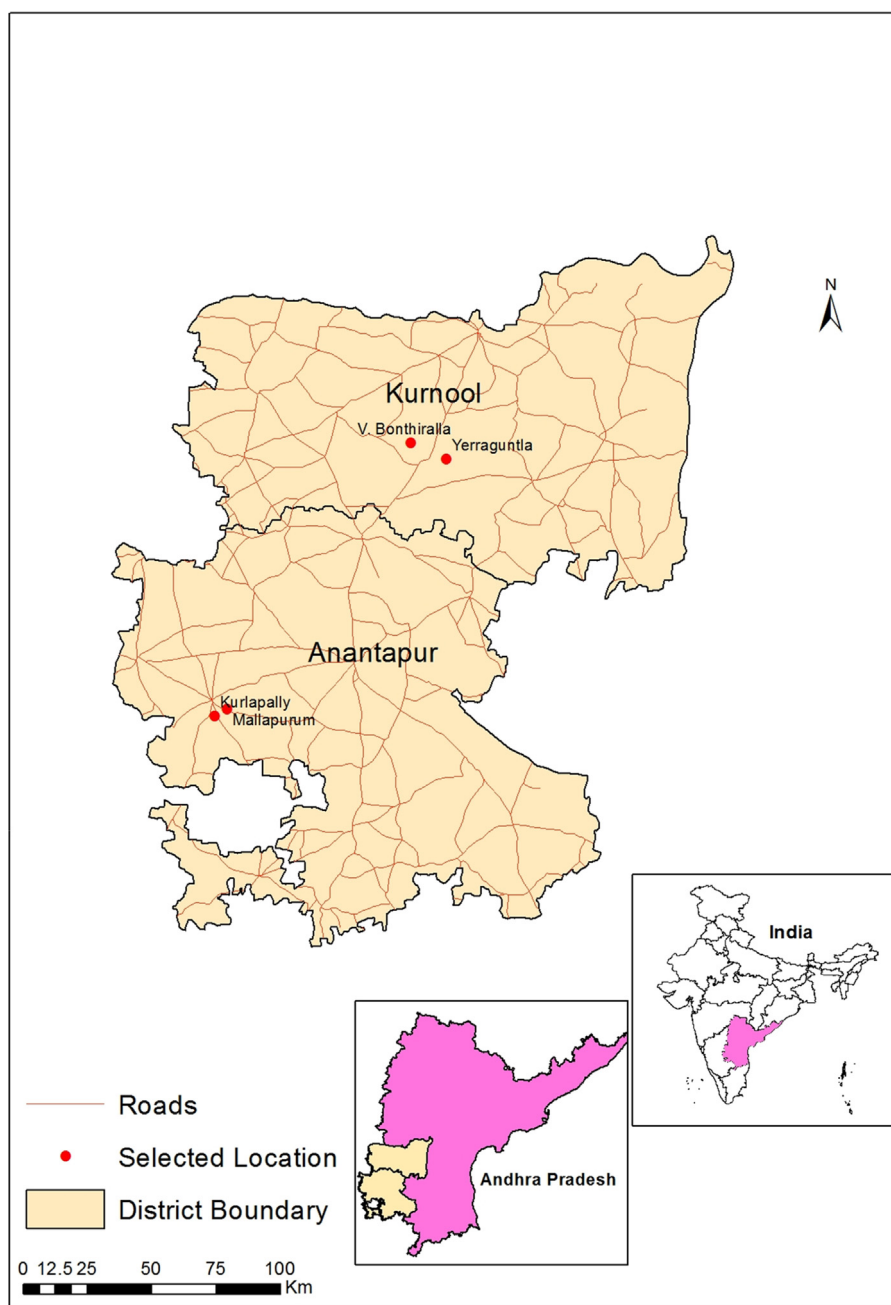 N
Kurnool
V. Bonthiralla
Yerraguntla
Anantapur
Kurlapally
Mallapurum
India
Andhra Pradesh
Roads
Selected Location
District Boundary
0 12.5 25 50 75 100
Km